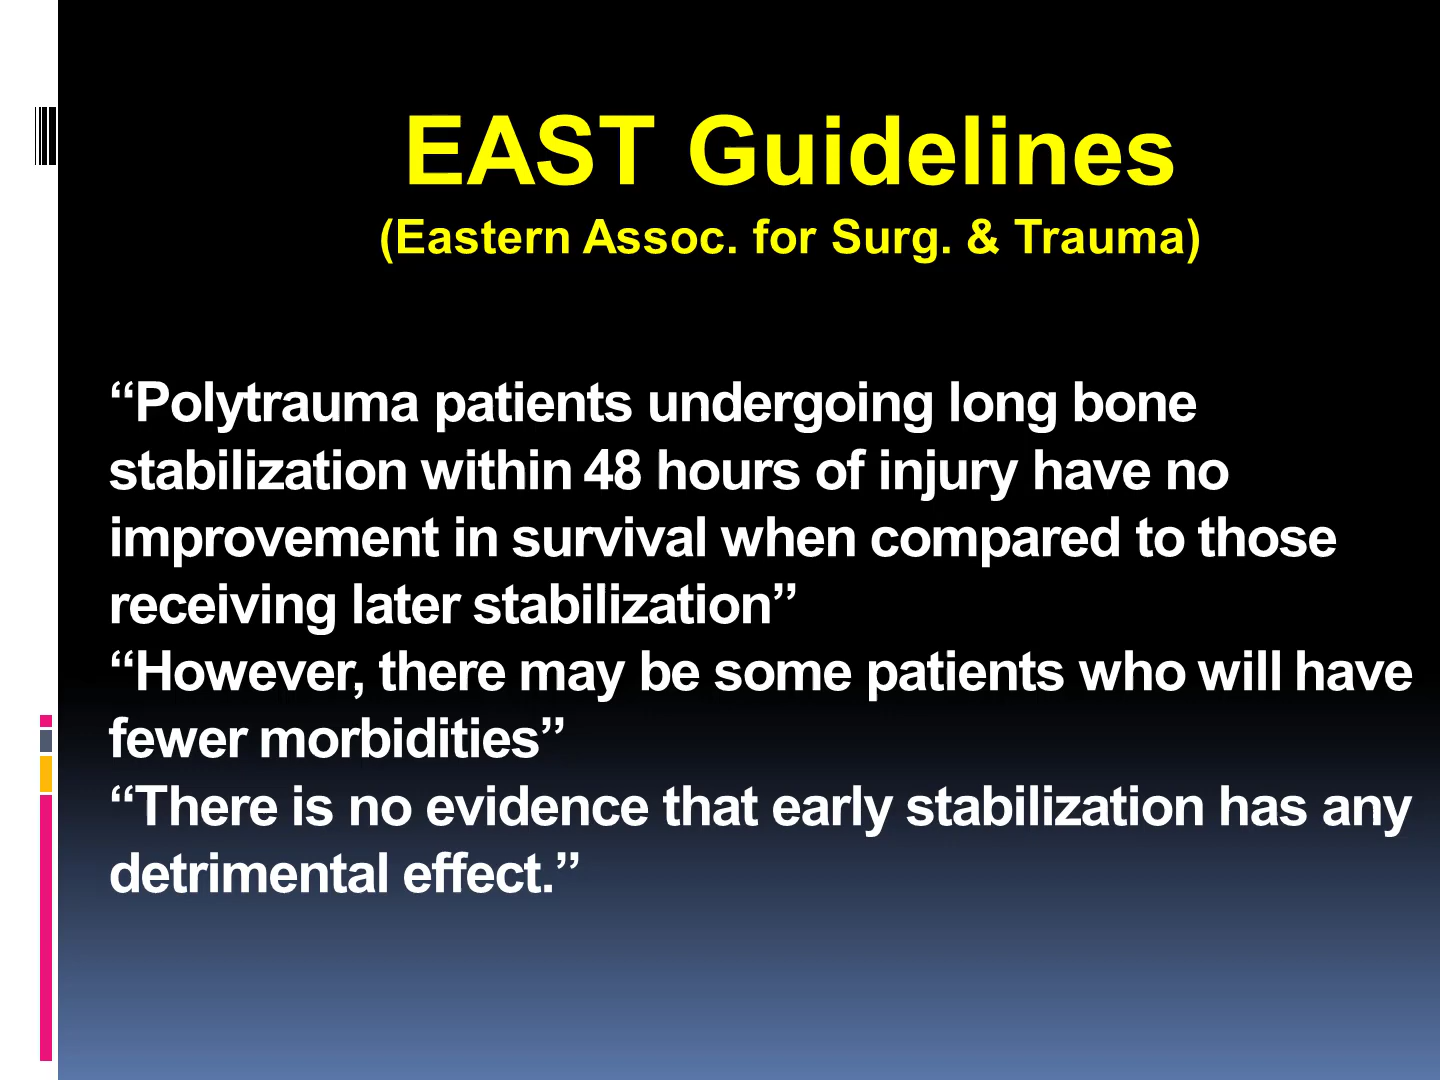 EAST Guidelines
(Eastern Assoc. for Surg. & Trauma)
“Polytrauma patients undergoing long bone
stabilization within 48 hours of injury have no
improvement in survival when compared to those
receiving later stabilization”
“However, there may be some patients who will have
fewer morbidities”
“There is no evidence that early stabilization has any
detrimental effect.”